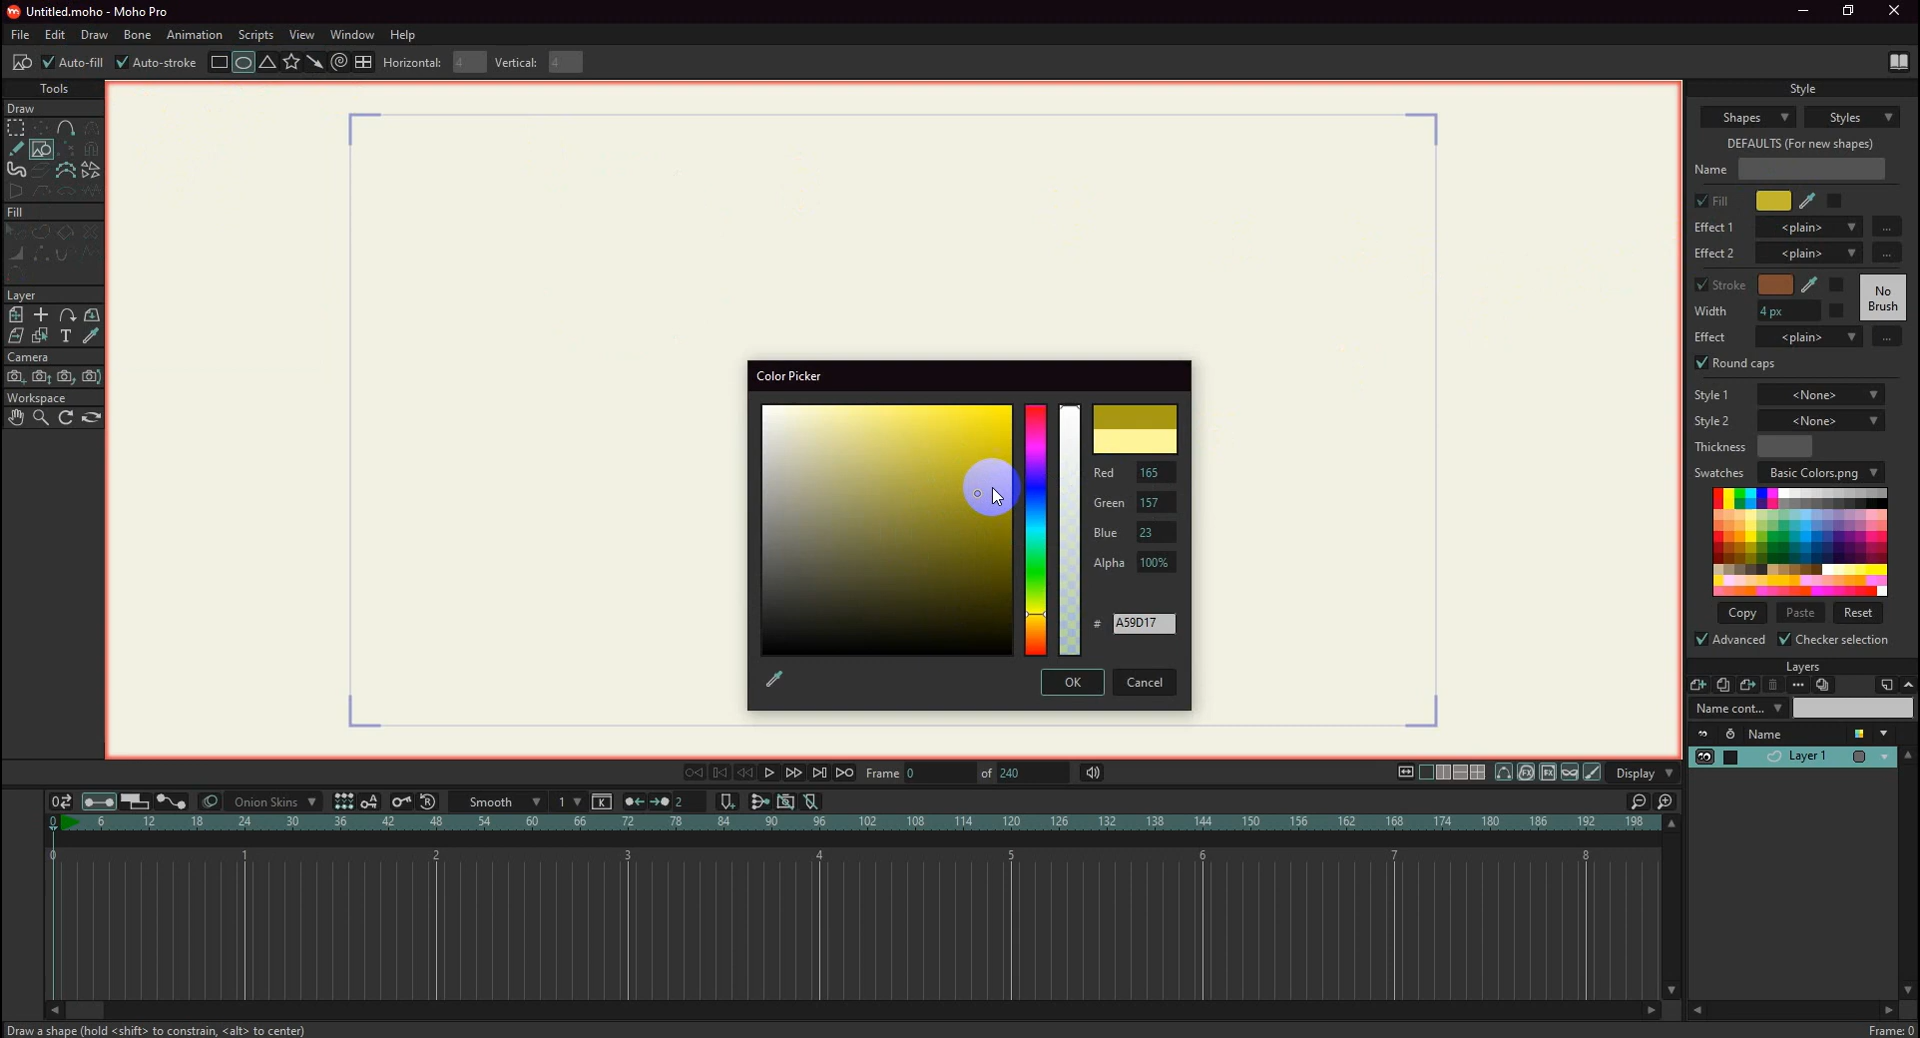 Untitled.moho - Moho Pro
File Edit Draw Bone Animation Scripts View Window Help
Auto-fill Auto-stroke Horizontal: 4 Vertical: 4
Tools
Draw
Fill
Layer
T
Camera
Workspace
Color Picker
Red 165
Green 157
Blue 23
Alpha 100%
# A59D17
OK Cancel
Style
Shapes Styles
DEFAULTS (For new shapes)
Name
Fill
Effect 1 <plain> ...
Effect 2 <plain> ...
Stroke
No
Brush
Width 4 px
Effect <plain> ...
Round caps
Style 1 <None>
Style 2 <None>
Thickness
Swatches Basic Colors.png
Copy Paste Reset
Advanced Checker selection
Layers
Name cont...
Name
Layer 1
Frame 0 of 240
Display
Onion Skins Smooth 1 2
0 6 12 18 24 30 36 42 48 54 60 66 72 78 84 90 96 102 108 114 120 126 132 138 144 150 156 162 168 174 180 186 192 198
0 1 2 3 4 5 6 7 8
Draw a shape (hold <shift> to constrain, <alt> to center)
Frame: 0